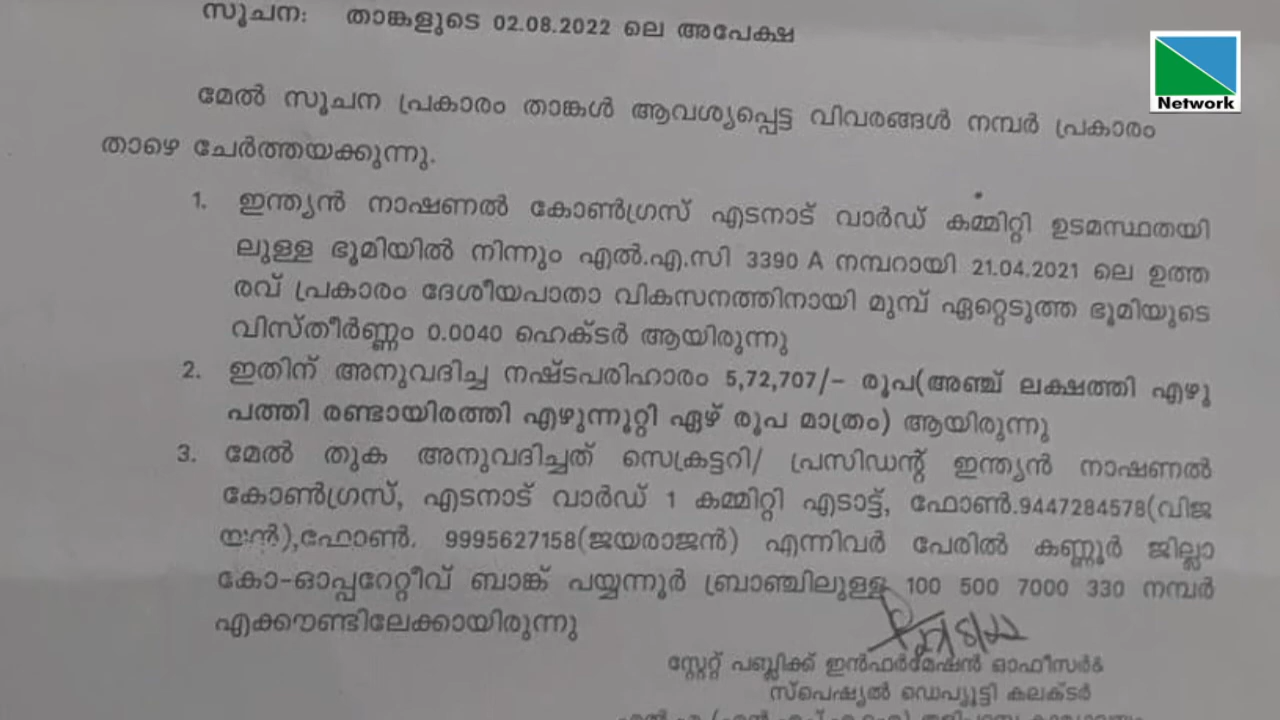 സൂചന: താങ്കളുടെ 02.08.2022 ലെ അപേക്ഷ
Network
മേൽ സൂചന പ്രകാരം താങ്കൾ ആവശ്യപ്പെട്ട വിവരങ്ങൾ നമ്പർ പ്രകാരം
താഴെ ചേർത്തയക്കുന്നു.
1. ഇന്ത്യൻ നാഷണൽ കോൺഗ്രസ് എടനാട് വാർഡ് കമ്മിറ്റി ഉടമസ്ഥതയി
ലുള്ള ഭൂമിയിൽ നിന്നും എൽ.എ.സി 3390 A നമ്പറായി 21.04.2021 ലെ ഉത്ത
രവ് പ്രകാരം ദേശീയപാതാ വികസനത്തിനായി മുമ്പ് ഏറ്റെടുത്ത ഭൂമിയുടെ
വിസ്തീർണ്ണം 0.0040 ഹെക്ടർ ആയിരുന്നു
2. ഇതിന് അനുവദിച്ച നഷ്ടപരിഹാരം 5,72,707/- രൂപ(അഞ്ച് ലക്ഷത്തി എഴു
പത്തി രണ്ടായിരത്തി എഴുന്നൂറ്റി ഏഴ് രൂപ മാത്രം) ആയിരുന്നു
3. മേൽ തുക അനുവദിച്ചത് സെക്രട്ടറി/ പ്രസിഡന്റ് ഇന്ത്യൻ നാഷണൽ
കോൺഗ്രസ്, എടനാട് വാർഡ് 1 കമ്മിറ്റി എടാട്ട്, ഫോൺ.9447284578(വിജ
യൻ),ഫോൺ. 9995627158(ജയരാജൻ) എന്നിവർ പേരിൽ കണ്ണൂർ ജില്ലാ
കോ-ഓപ്പറേറ്റീവ് ബാങ്ക് പയ്യന്നൂർ ബ്രാഞ്ചിലുള്ള 100 500 7000 330 നമ്പർ
എക്കൗണ്ടിലേക്കായിരുന്നു
സ്റ്റേറ്റ് പബ്ലിക്ക് ഇൻഫർമേഷൻ ഓഫീസർ&
സ്പെഷ്യൽ ഡെപ്യൂട്ടി കലക്ടർ